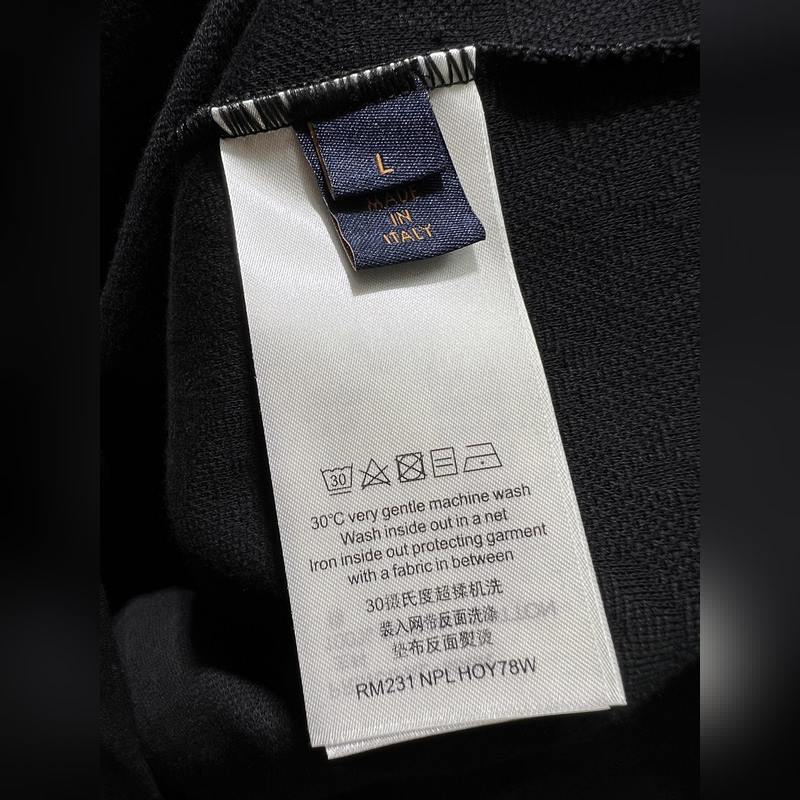 L
MADE
IN
ITALY
30
30°C very gentle machine wash
Wash inside out in a net
Iron inside out protecting garment
with a fabric in between
30摄氏度超揉机洗
装入网带反面洗涤
垫布反面熨烫
RM231 NPL HOY78W